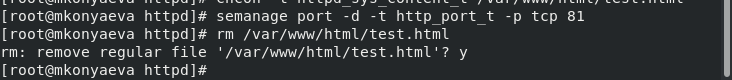 [root@mkonyaeva httpd]# semanage port -d -t http_port_t -p tcp 81
[root@mkonyaeva httpd]# rm /var/www/html/test.html
rm: remove regular file '/var/www/html/test.html'? y
[root@mkonyaeva httpd]#